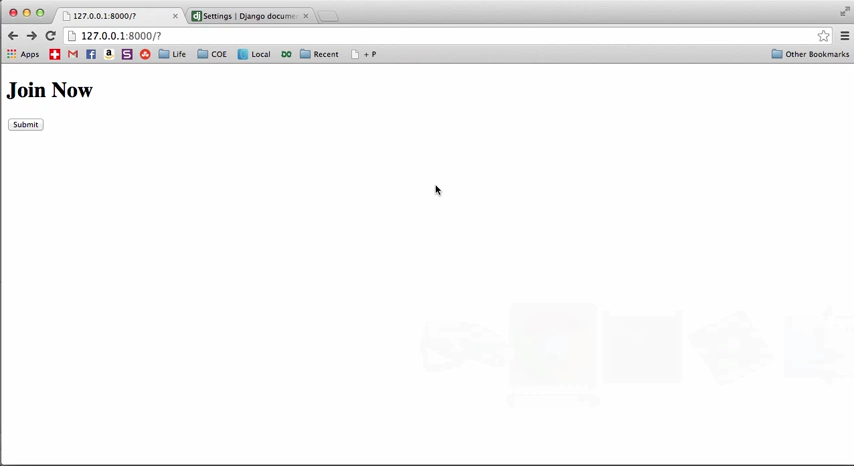 127.0.0.1:8000/?
Settings | Django docume
127.0.0.1:8000/?
Apps
Life
COE
Local
Recent
+ P
Other Bookmarks
Join Now
Submit